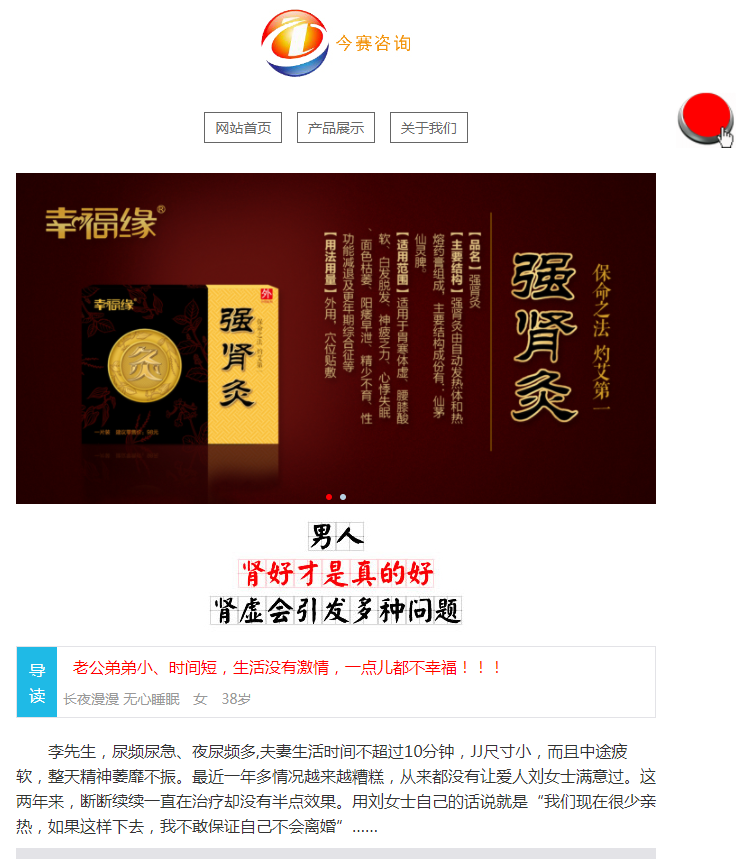 今赛咨询
网站首页 产品展示 关于我们
幸福缘®
强肾灸
保命之法 灼艾第一
【品名】强肾灸
【主要结构】强肾灸由自动发热体和热
熔药膏组成，主要结构成份有：仙茅
仙灵脾。
【适用范围】适用于胃寒体虚、腰膝酸
软、白发脱发、神疲乏力、心悸失眠
、面色枯萎、阳痿早泄、精少不育、性
功能减退及更年期综合征等
【用法用量】外用，穴位贴敷
幸福缘
灸
外
强肾灸
保命之法 灼艾第一
男人
肾好才是真的好
肾虚会引发多种问题
导读
老公弟弟小、时间短，生活没有激情，一点儿都不幸福！！！
长夜漫漫 无心睡眠 女 38岁
李先生，尿频尿急、夜尿频多,夫妻生活时间不超过10分钟，JJ尺寸小，而且中途疲
软，整天精神萎靡不振。最近一年多情况越来越糟糕，从来都没有让爱人刘女士满意过。这
两年来，断断续续一直在治疗却没有半点效果。用刘女士自己的话说就是“我们现在很少亲
热，如果这样下去，我不敢保证自己不会离婚”……